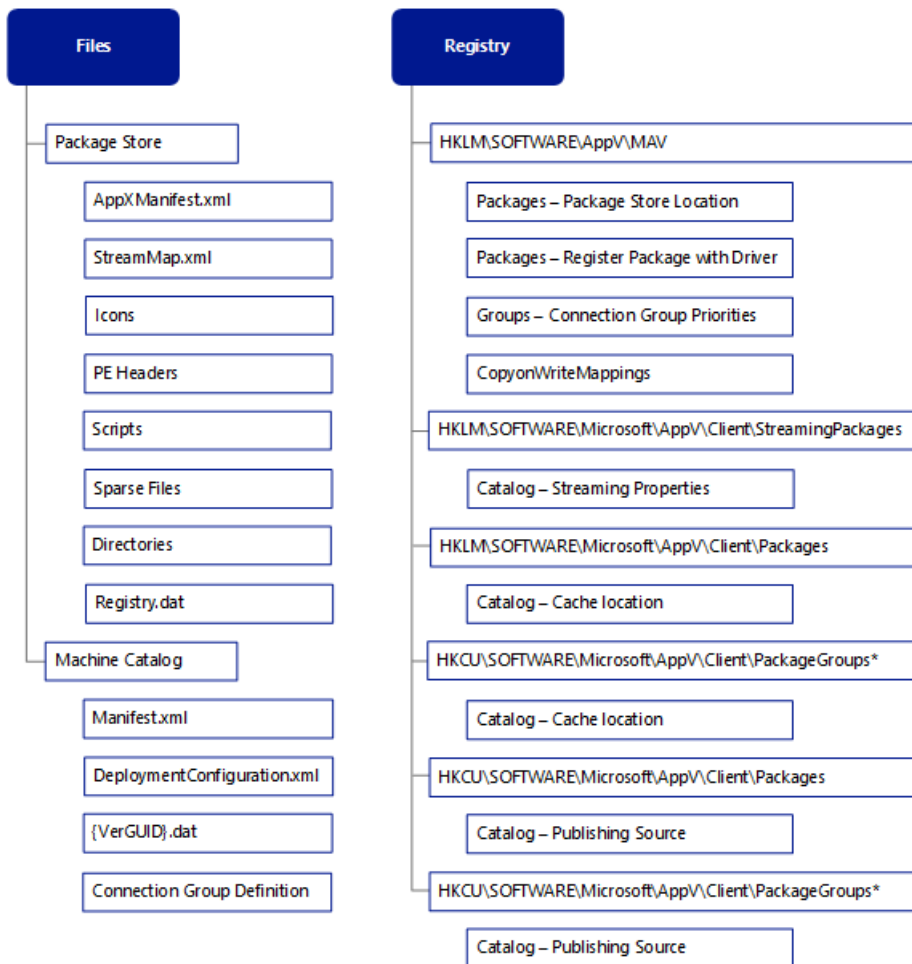 Files
Package Store
AppXManifest.xml
StreamMap.xml
Icons
PE Headers
Scripts
Sparse Files
Directories
Registry.dat
Machine Catalog
Manifest.xml
DeploymentConfiguration.xml
{VerGUID}.dat
Connection Group Definition
Registry
HKLM\SOFTWARE\AppV\MAV
Packages – Package Store Location
Packages – Register Package with Driver
Groups – Connection Group Priorities
CopyonWriteMappings
HKLM\SOFTWARE\Microsoft\AppV\Client\StreamingPackages
Catalog – Streaming Properties
HKLM\SOFTWARE\Microsoft\AppV\Client\Packages
Catalog – Cache location
HKCU\SOFTWARE\Microsoft\AppV\Client\PackageGroups*
Catalog – Cache location
HKCU\SOFTWARE\Microsoft\AppV\Client\Packages
Catalog – Publishing Source
HKCU\SOFTWARE\Microsoft\AppV\Client\PackageGroups*
Catalog – Publishing Source